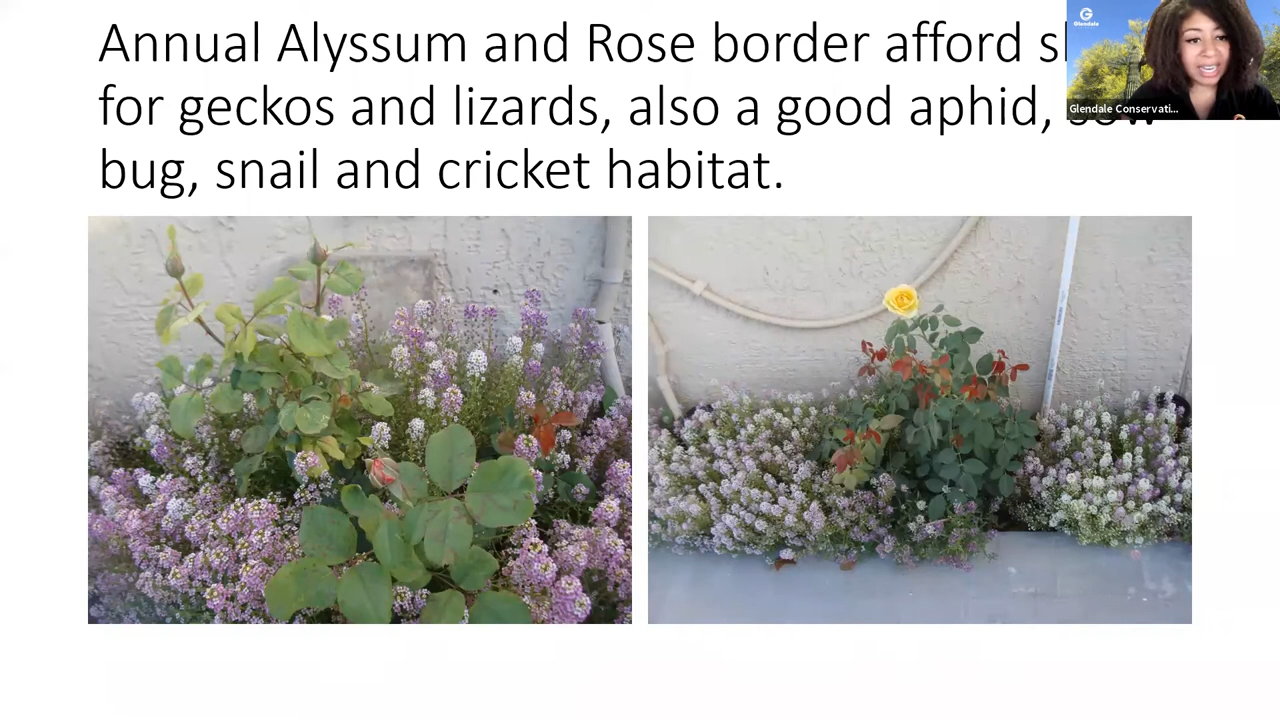 Annual Alyssum and Rose border afford
for geckos and lizards, also a good aphid,
bug, snail and cricket habitat.
Glendale
Glendale Conservati...